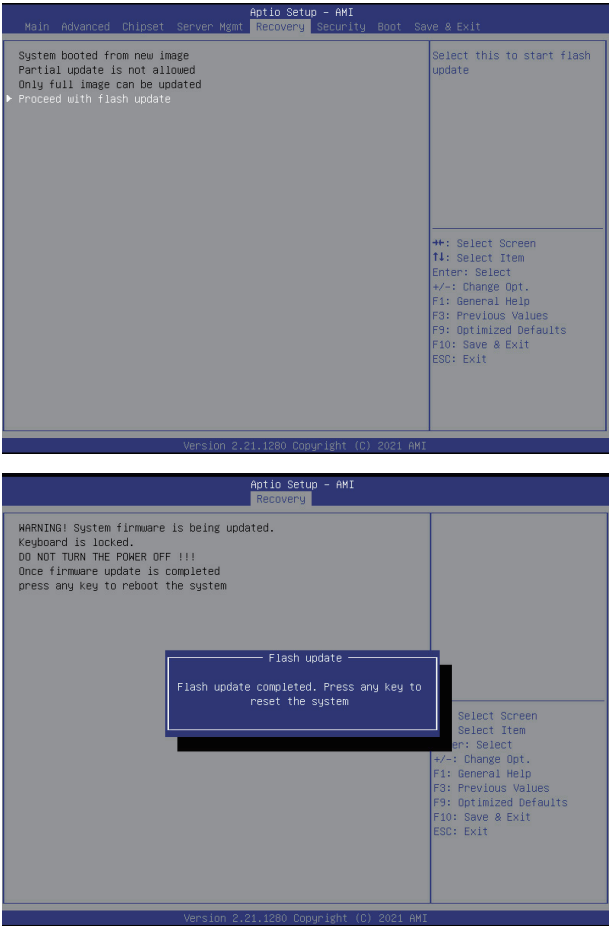 Aptio Setup - AMI
Main Advanced Chipset Server Mgmt Recovery Security Boot Save & Exit
System booted from new image
Partial update is not allowed
Only full image can be updated
Proceed with flash update
Select this to start flash
update
→←: Select Screen
↑↓: Select Item
Enter: Select
+/-: Change Opt.
F1: General Help
F3: Previous Values
F9: Optimized Defaults
F10: Save & Exit
ESC: Exit
Version 2.21.1280 Copyright (C) 2021 AMI
Aptio Setup - AMI
Recovery
WARNING! System firmware is being updated.
Keyboard is locked.
DO NOT TURN THE POWER OFF !!!
Once firmware update is completed
press any key to reboot the system
Flash update
Flash update completed. Press any key to
reset the system
Select Screen
Select Item
er: Select
+/-: Change Opt.
F1: General Help
F3: Previous Values
F9: Optimized Defaults
F10: Save & Exit
ESC: Exit
Version 2.21.1280 Copyright (C) 2021 AMI